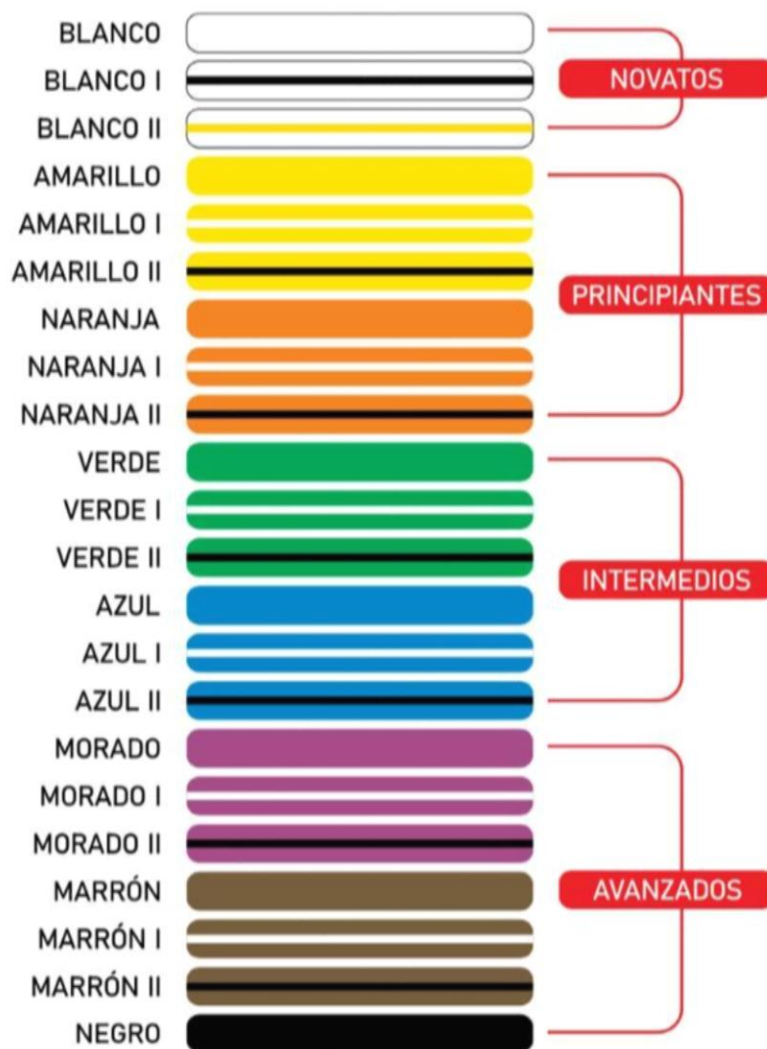 BLANCO
BLANCO I
NOVATOS
BLANCO II
AMARILLO
AMARILLO I
AMARILLO II
PRINCIPIANTES
NARANJA
NARANJA I
NARANJA II
VERDE
VERDE I
VERDE II
INTERMEDIOS
AZUL
AZUL I
AZUL II
MORADO
MORADO I
MORADO II
MARRÓN
AVANZADOS
MARRÓN I
MARRÓN II
NEGRO